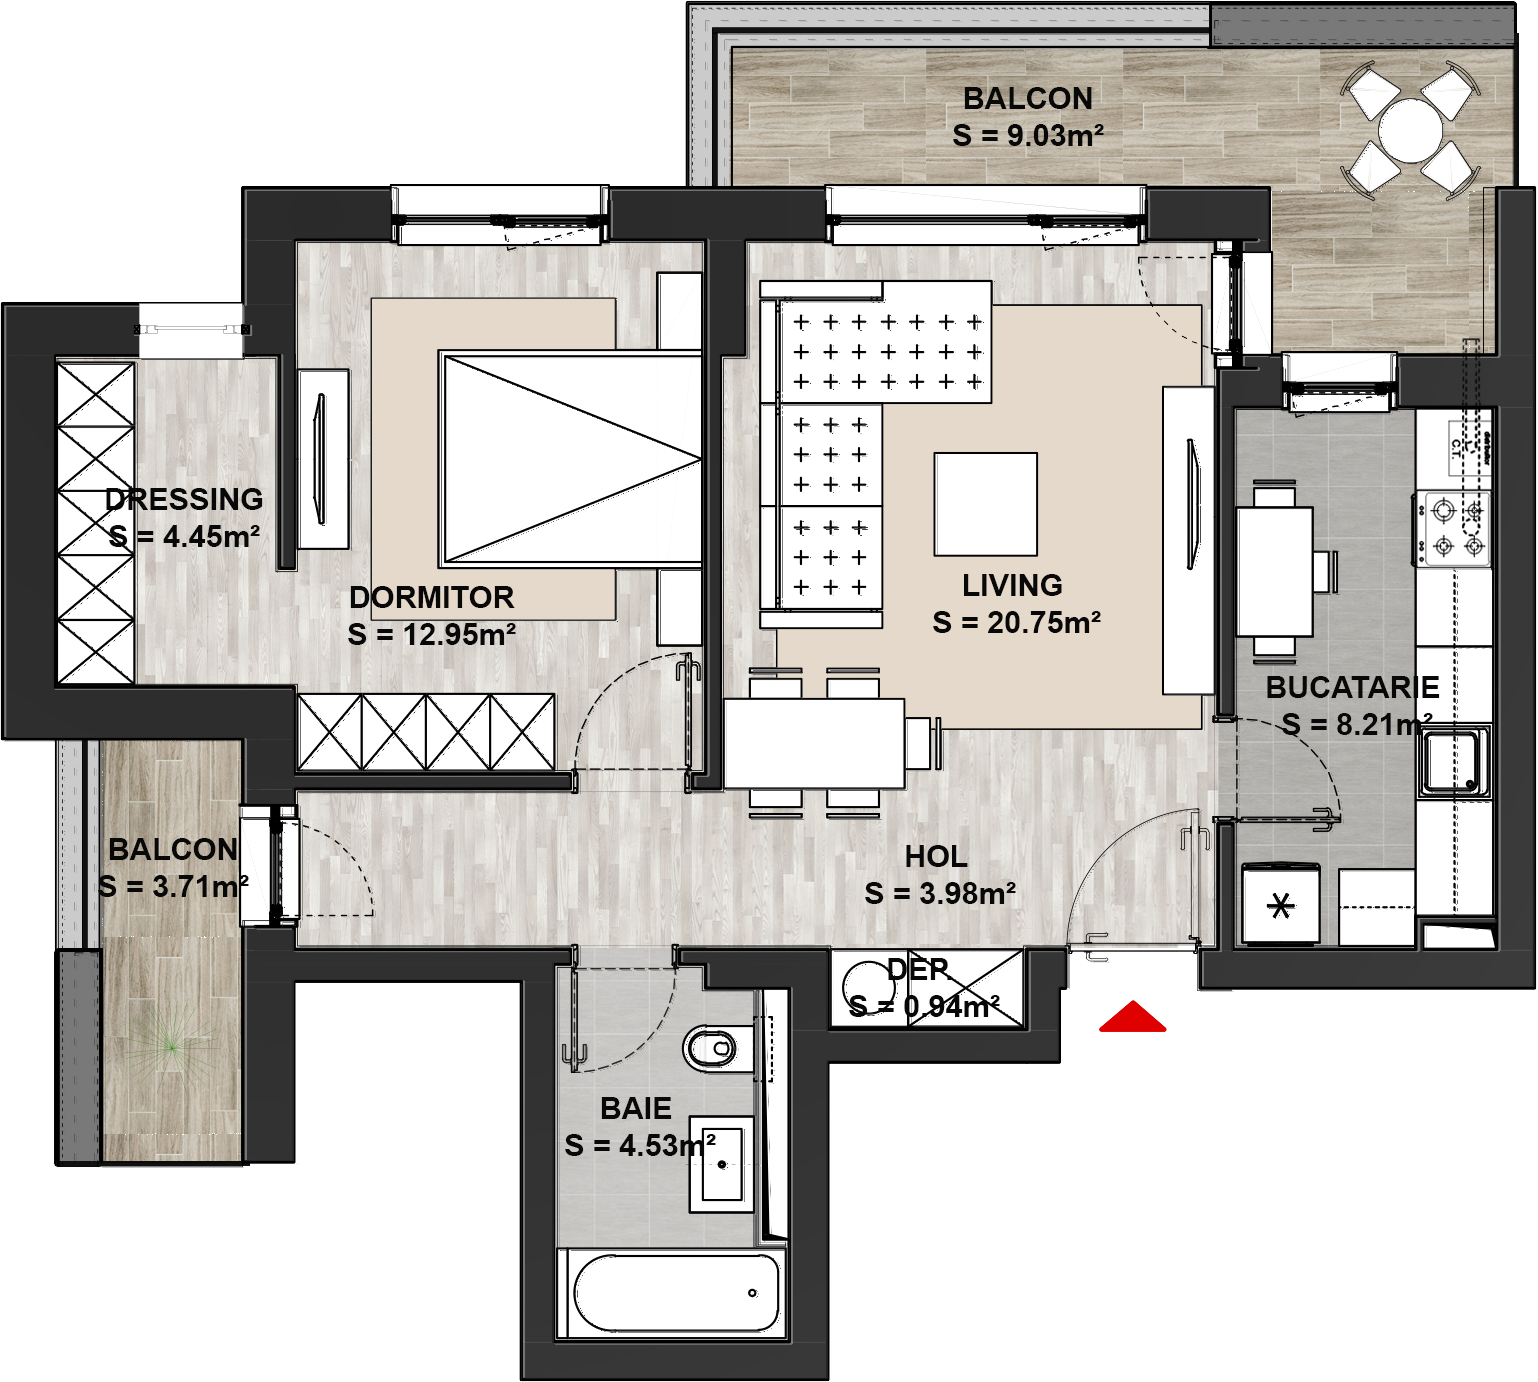 BALCON
S = 9.03m²
DRESSING
S = 4.45m²
DORMITOR
S = 12.95m²
LIVING
S = 20.75m²
C.T
BUCATARIE
S = 8.21m²
BALCON
S = 3.71m²
HOL
S = 3.98m²
DEP.
S = 0.94m²
BAIE
S = 4.53m²